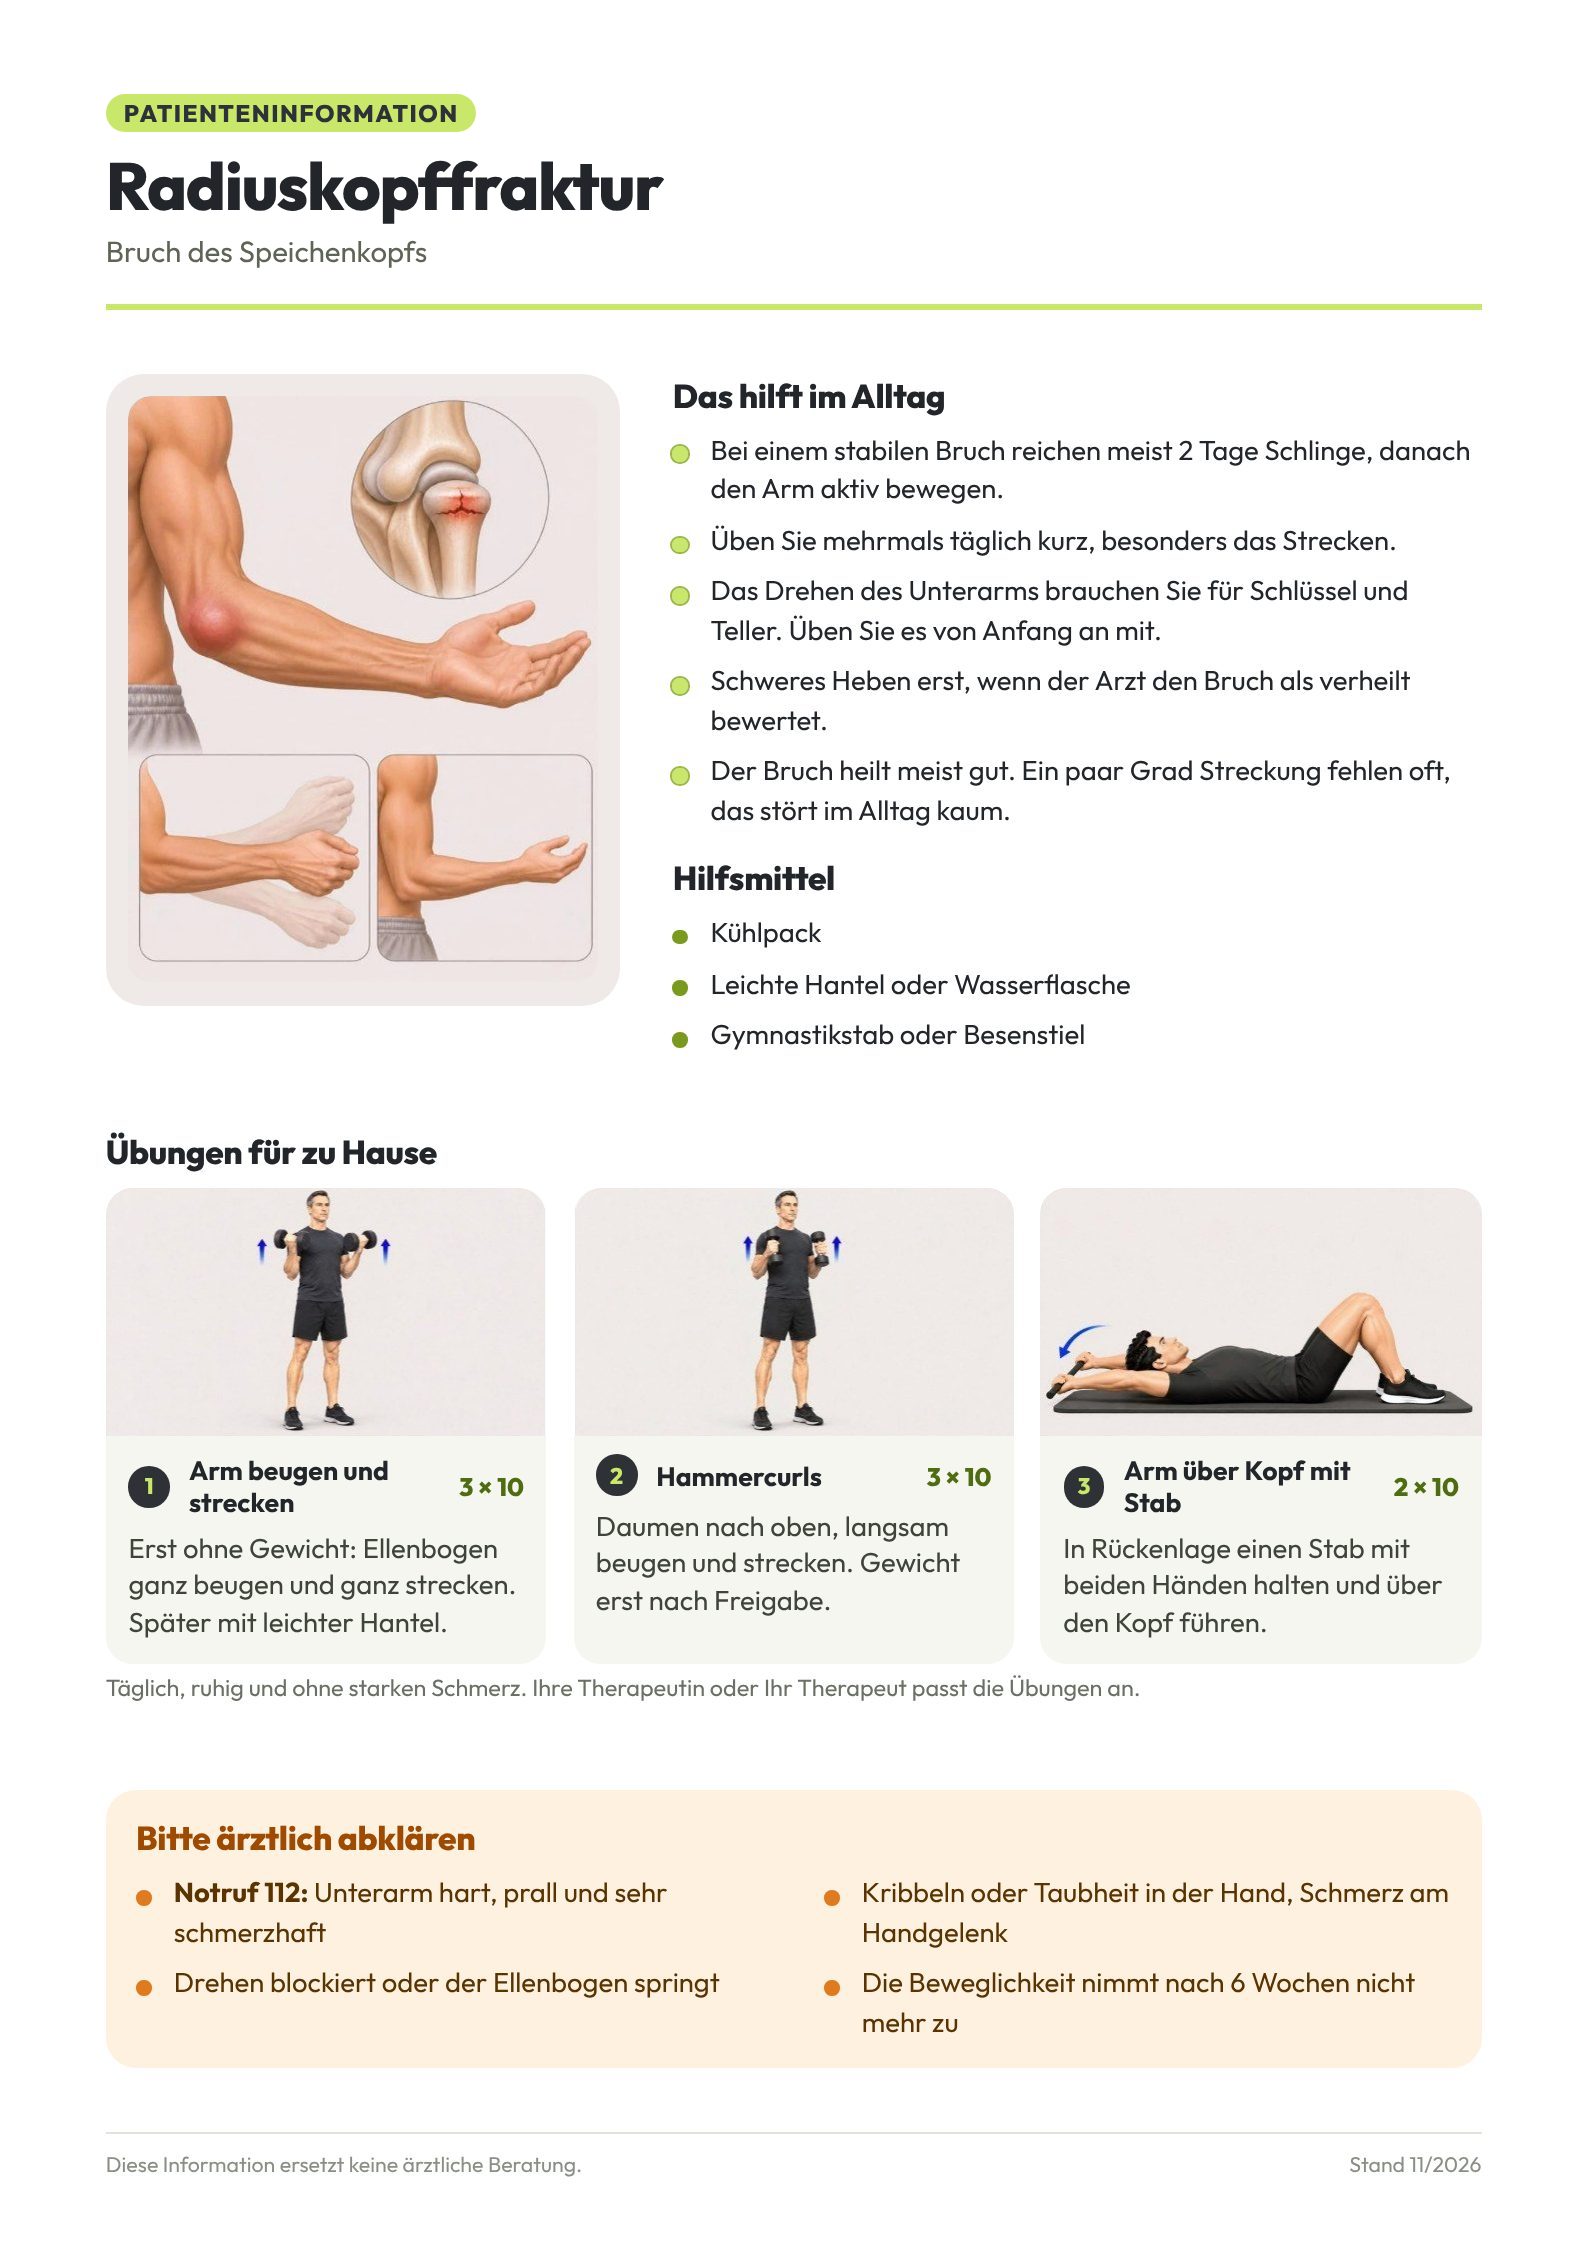 PATIENTENINFORMATION
Radiuskopffraktur
Bruch des Speichenkopfs
Das hilft im Alltag
Bei einem stabilen Bruch reichen meist 2 Tage Schlinge, danach
den Arm aktiv bewegen.
Üben Sie mehrmals täglich kurz, besonders das Strecken.
Das Drehen des Unterarms brauchen Sie für Schlüssel und
Teller. Üben Sie es von Anfang an mit.
Schweres Heben erst, wenn der Arzt den Bruch als verheilt
bewertet.
Der Bruch heilt meist gut. Ein paar Grad Streckung fehlen oft,
das stört im Alltag kaum.
Hilfsmittel
Kühlpack
Leichte Hantel oder Wasserflasche
Gymnastikstab oder Besenstiel
Übungen für zu Hause
1 Arm beugen und
strecken
3 × 10
Erst ohne Gewicht: Ellenbogen
ganz beugen und ganz strecken.
Später mit leichter Hantel.
2 Hammercurls 3 × 10
Daumen nach oben, langsam
beugen und strecken. Gewicht
erst nach Freigabe.
3 Arm über Kopf mit
Stab
2 × 10
In Rückenlage einen Stab mit
beiden Händen halten und über
den Kopf führen.
Täglich, ruhig und ohne starken Schmerz. Ihre Therapeutin oder Ihr Therapeut passt die Übungen an.
Bitte ärztlich abklären
Notruf 112: Unterarm hart, prall und sehr
schmerzhaft
Drehen blockiert oder der Ellenbogen springt
Kribbeln oder Taubheit in der Hand, Schmerz am
Handgelenk
Die Beweglichkeit nimmt nach 6 Wochen nicht
mehr zu
Diese Information ersetzt keine ärztliche Beratung.
Stand 11/2026